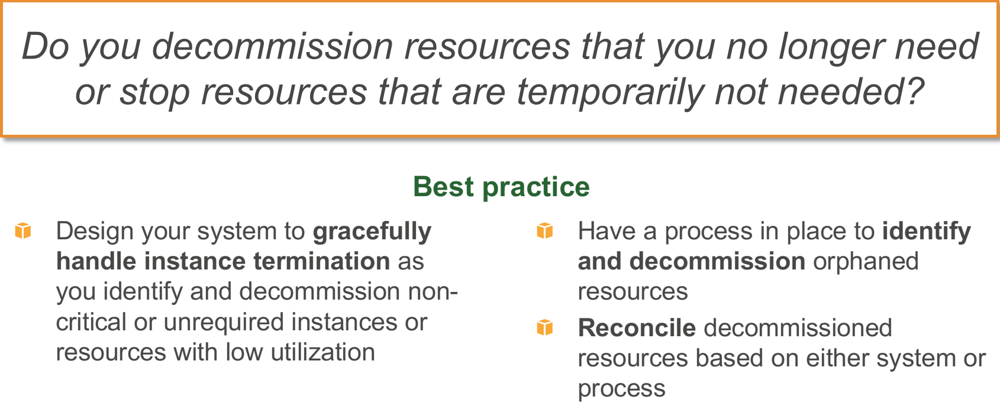 Do you decommission resources that you no longer need
or stop resources that are temporarily not needed?
Best practice
Design your system to gracefully
handle instance termination as
you identify and decommission non-
critical or unrequired instances or
resources with low utilization
Have a process in place to identify
and decommission orphaned
resources
Reconcile decommissioned
resources based on either system or
process